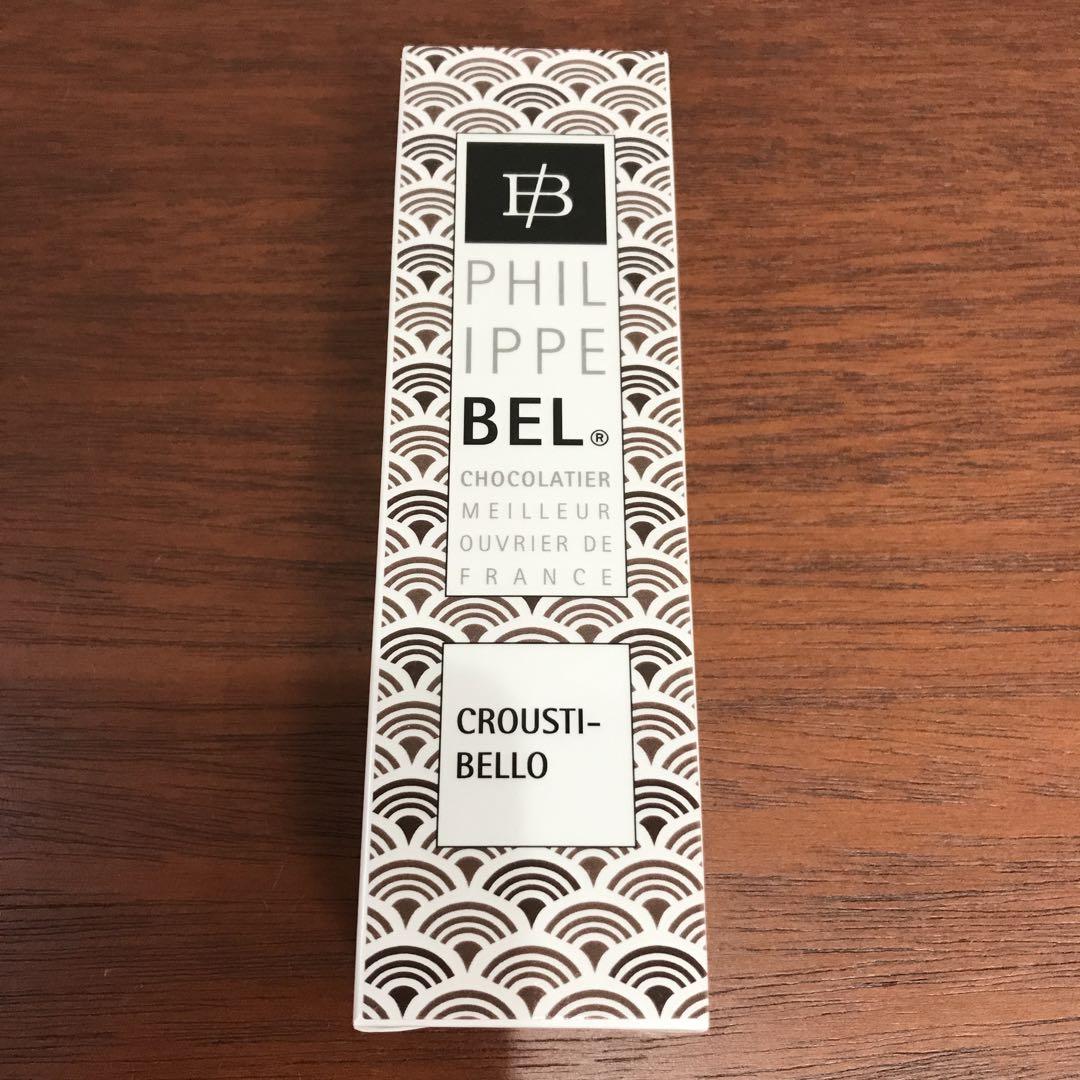 PHIL
IPPE
BEL®
CHOCOLATIER
MEILLEUR
OUVRIER DE
FRANCE
CROUSTI-
BELLO